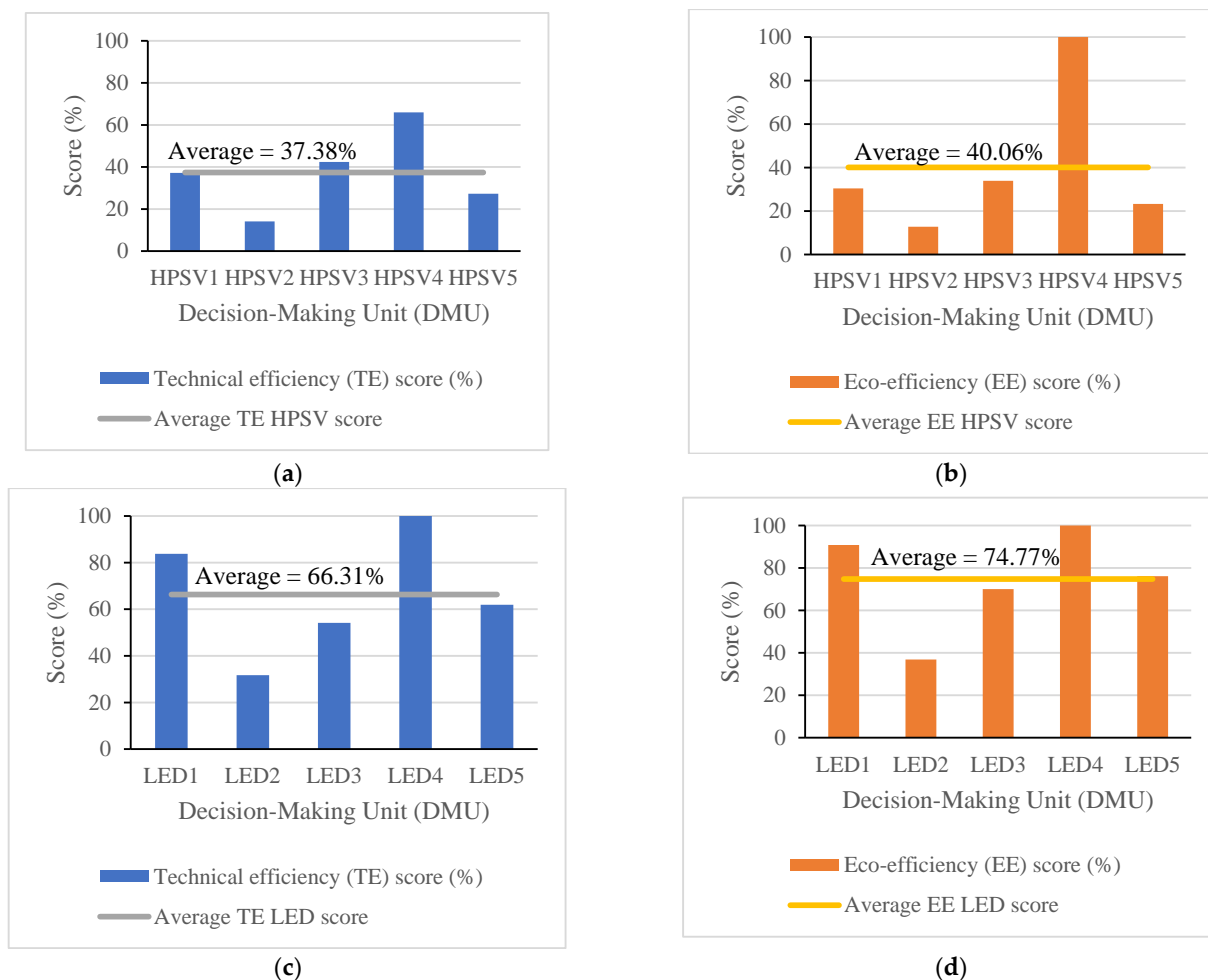 100
80
60
40
20
0
Score (%)
Average = 37.38%
HPSV1 HPSV2 HPSV3 HPSV4 HPSV5
Decision-Making Unit (DMU)
Technical efficiency (TE) score (%)
Average TE HPSV score
(a)
100
80
60
40
20
0
Score (%)
Average = 40.06%
HPSV1 HPSV2 HPSV3 HPSV4 HPSV5
Decision-Making Unit (DMU)
Eco-efficiency (EE) score (%)
Average EE HPSV score
(b)
100
80
60
40
20
0
Score (%)
Average = 66.31%
LED1 LED2 LED3 LED4 LED5
Decision-Making Unit (DMU)
Technical efficiency (TE) score (%)
Average TE LED score
(c)
100
80
60
40
20
0
Score (%)
Average = 74.77%
LED1 LED2 LED3 LED4 LED5
Decision-Making Unit (DMU)
Eco-efficiency (EE) score (%)
Average EE LED score
(d)